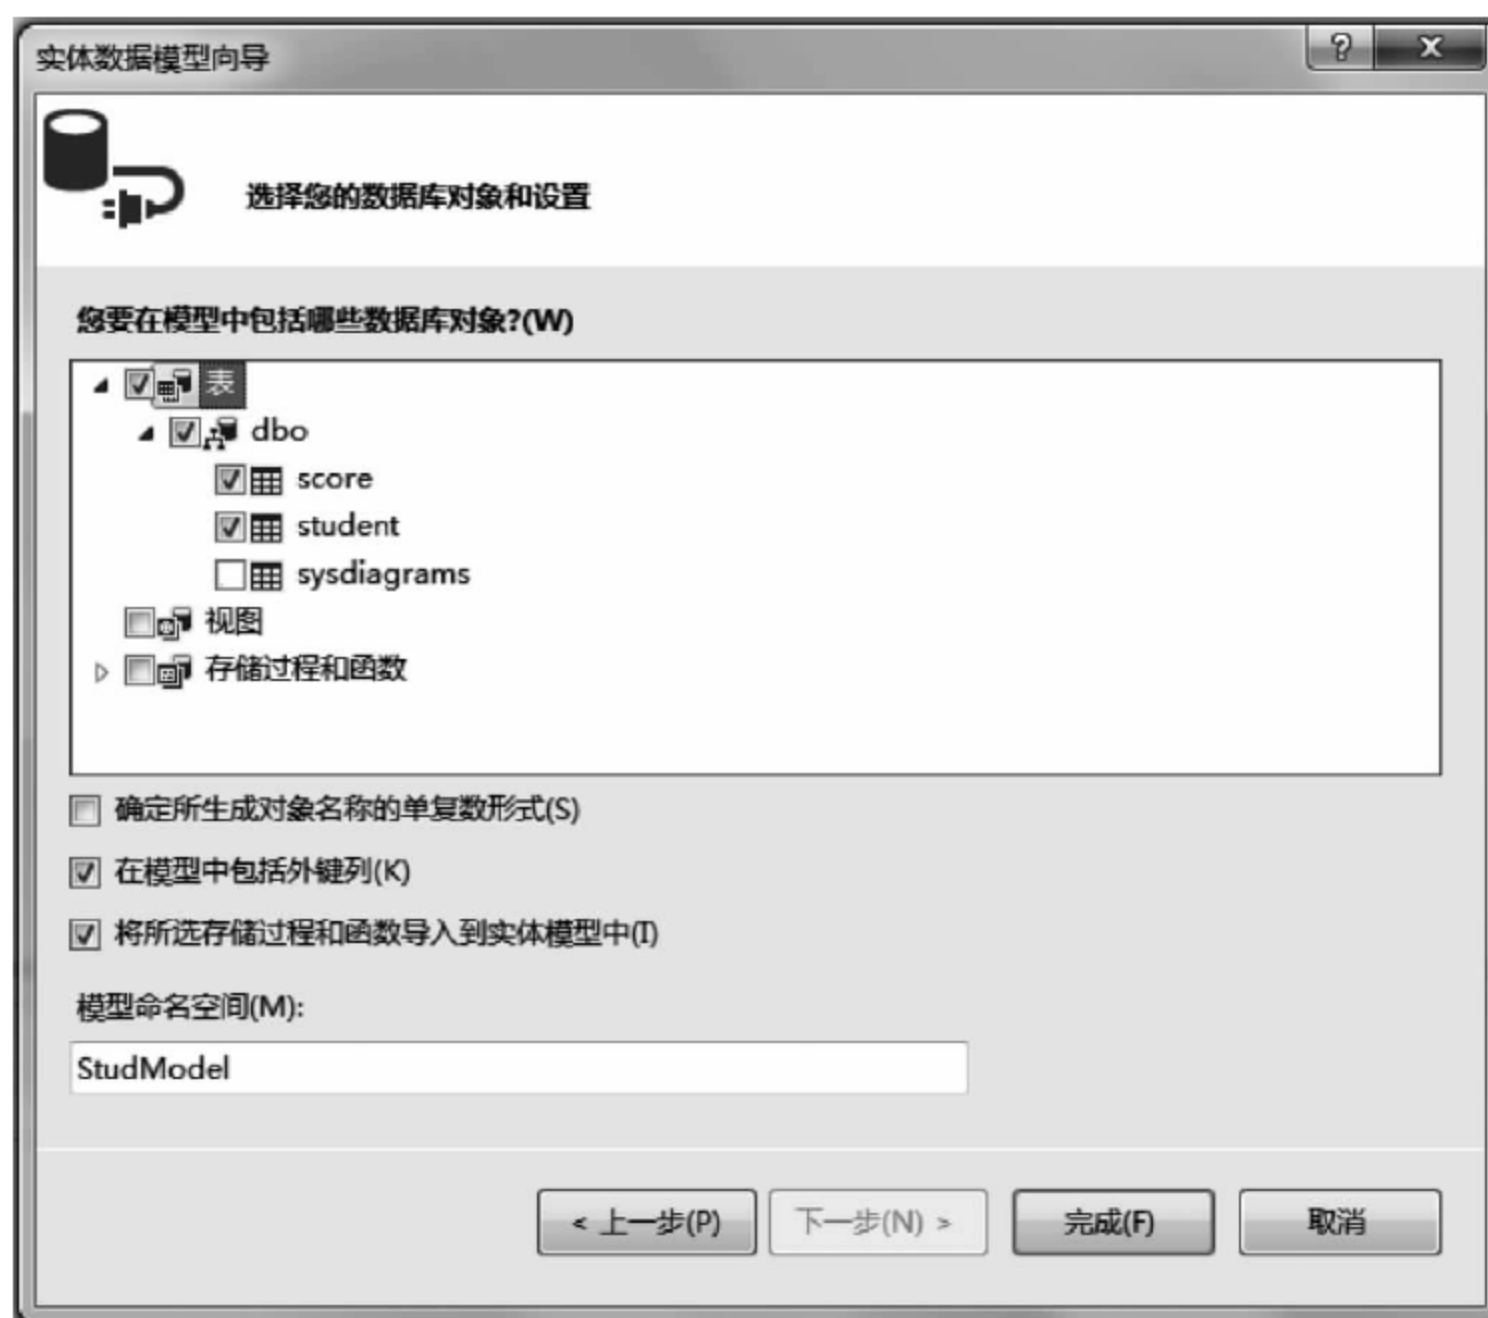 实体数据模型向导
?
x
选择您的数据库对象和设置
您要在模型中包括哪些数据库对象?(W)
表
dbo
score
student
sysdiagrams
视图
存储过程和函数
确定所生成对象名称的单复数形式(S)
在模型中包括外键列(K)
将所选存储过程和函数导入到实体模型中(I)
模型命名空间(M):
StudModel
< 上一步(P)
下一步(N) >
完成(F)
取消